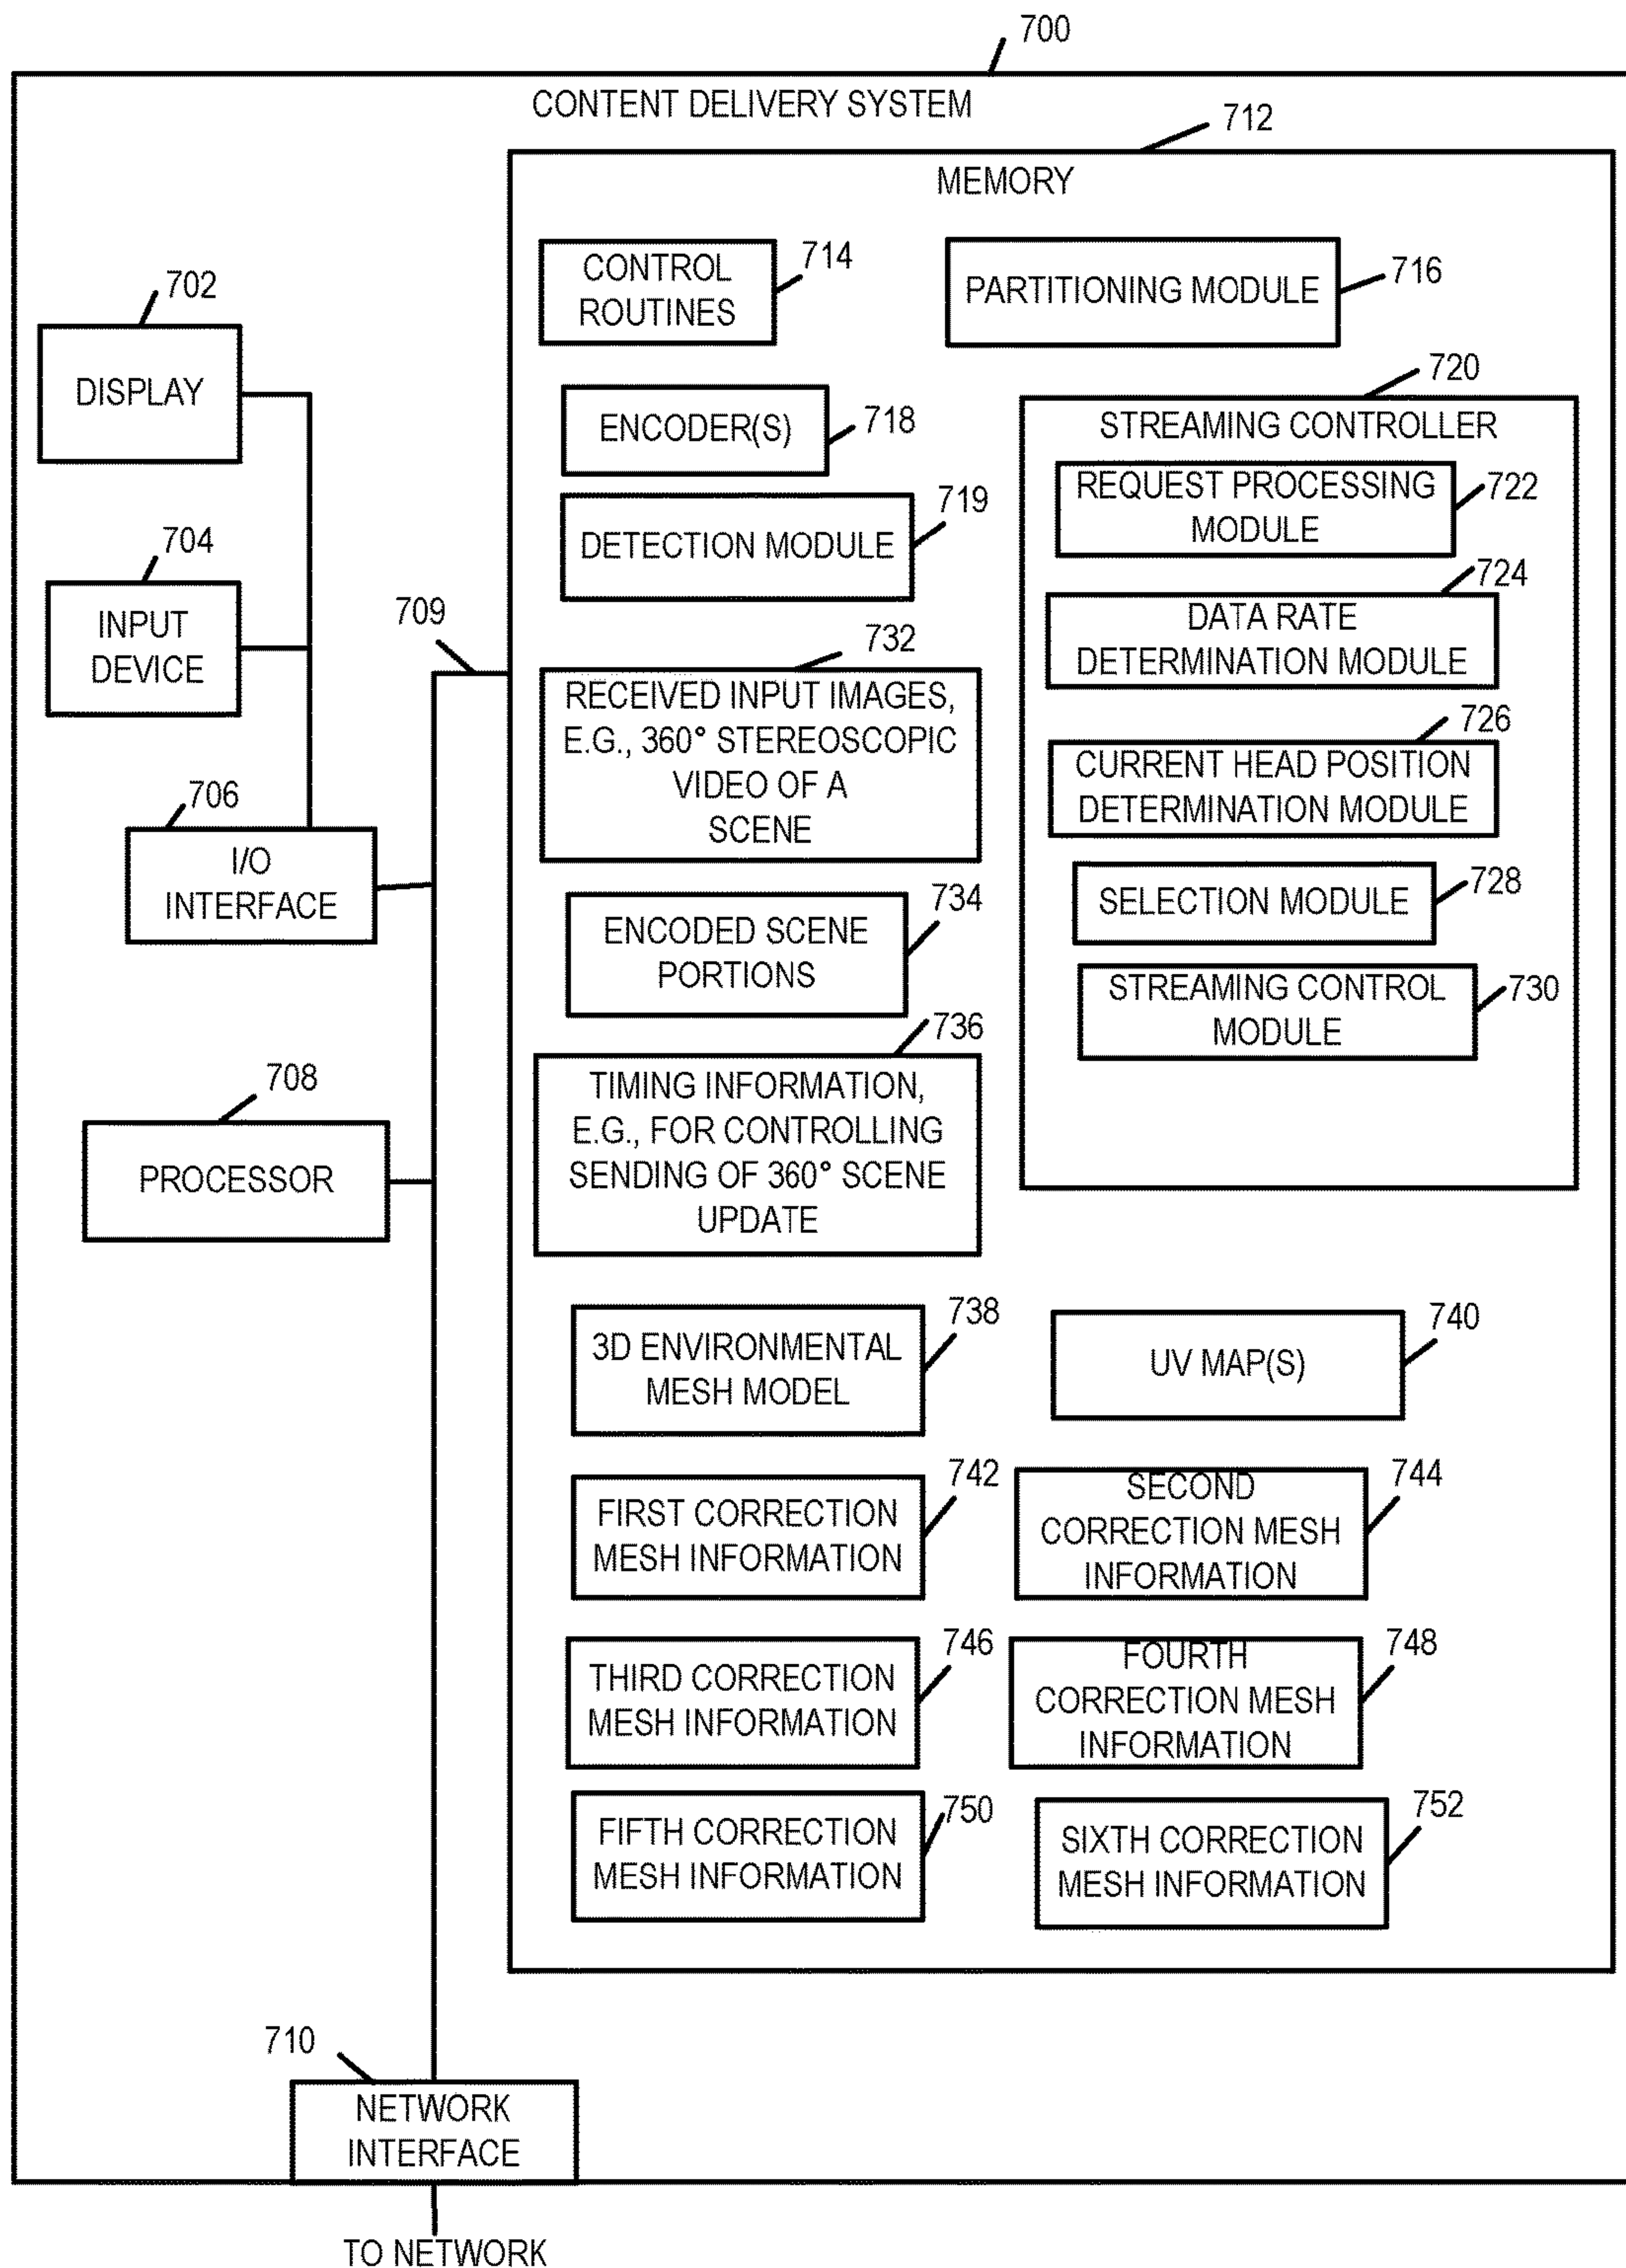 700
CONTENT DELIVERY SYSTEM
712
MEMORY
702
DISPLAY
704
INPUT
DEVICE
706
I/O
INTERFACE
708
PROCESSOR
709
CONTROL
ROUTINES
714
PARTITIONING MODULE
716
ENCODER(S)
718
DETECTION MODULE
719
720
STREAMING CONTROLLER
REQUEST PROCESSING
MODULE
722
724
DATA RATE
DETERMINATION MODULE
726
CURRENT HEAD POSITION
DETERMINATION MODULE
SELECTION MODULE
728
STREAMING CONTROL
MODULE
730
732
RECEIVED INPUT IMAGES,
E.G., 360° STEREOSCOPIC
VIDEO OF A
SCENE
734
ENCODED SCENE
PORTIONS
736
TIMING INFORMATION,
E.G., FOR CONTROLLING
SENDING OF 360° SCENE
UPDATE
738
3D ENVIRONMENTAL
MESH MODEL
740
UV MAP(S)
742
FIRST CORRECTION
MESH INFORMATION
744
SECOND
CORRECTION MESH
INFORMATION
746
THIRD CORRECTION
MESH INFORMATION
748
FOURTH
CORRECTION MESH
INFORMATION
750
FIFTH CORRECTION
MESH INFORMATION
752
SIXTH CORRECTION
MESH INFORMATION
710
NETWORK
INTERFACE
TO NETWORK